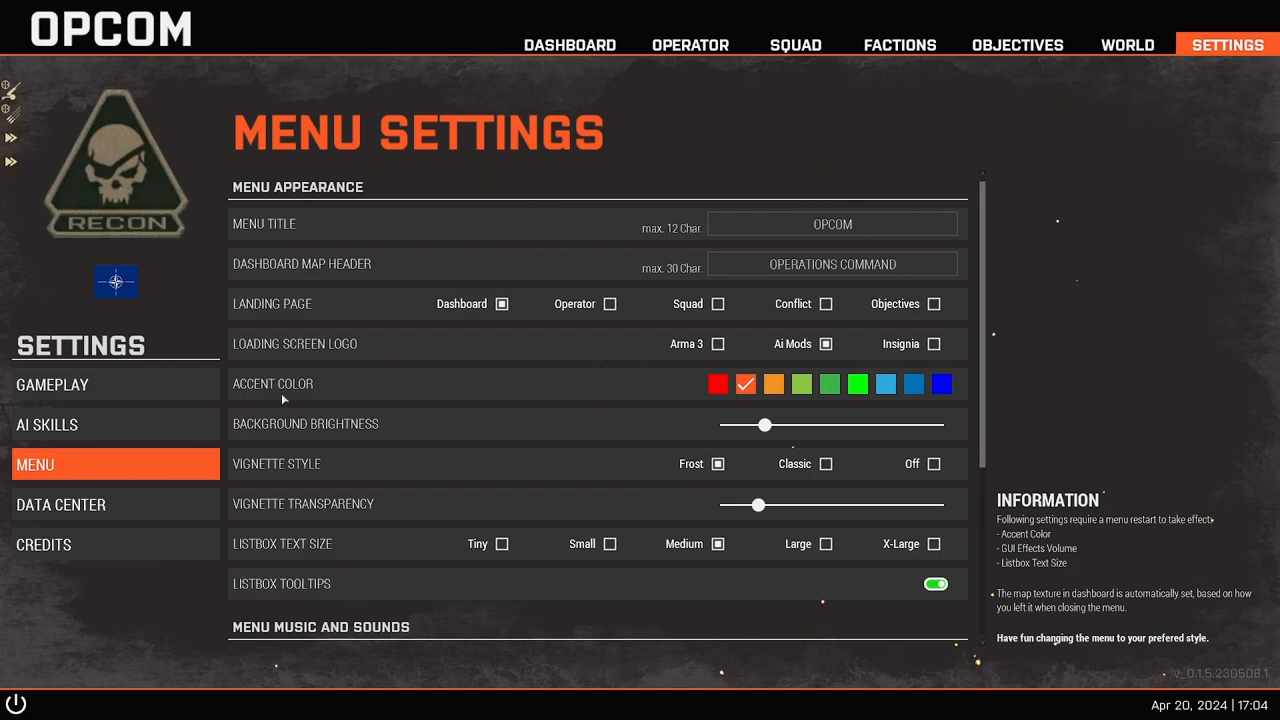 OPCOM
DASHBOARD OPERATOR SQUAD FACTIONS OBJECTIVES WORLD SETTINGS
RECON
SETTINGS
GAMEPLAY
AI SKILLS
MENU
DATA CENTER
CREDITS
MENU SETTINGS
MENU APPEARANCE
MENU TITLE max. 12 Char. OPCOM
DASHBOARD MAP HEADER max. 30 Char. OPERATIONS COMMAND
LANDING PAGE Dashboard Operator Squad Conflict Objectives
LOADING SCREEN LOGO Arma 3 Ai Mods Insignia
ACCENT COLOR
BACKGROUND BRIGHTNESS
VIGNETTE STYLE Frost Classic Off
VIGNETTE TRANSPARENCY
LISTBOX TEXT SIZE Tiny Small Medium Large X-Large
LISTBOX TOOLTIPS
MENU MUSIC AND SOUNDS
INFORMATION
Following settings require a menu restart to take effect:
- Accent Color
- GUI Effects Volume
- Listbox Text Size
The map texture in dashboard is automatically set, based on how
you left it when closing the menu.
Have fun changing the menu to your prefered style.
v_0.1.5.230508.1
Apr 20, 2024 | 17:04